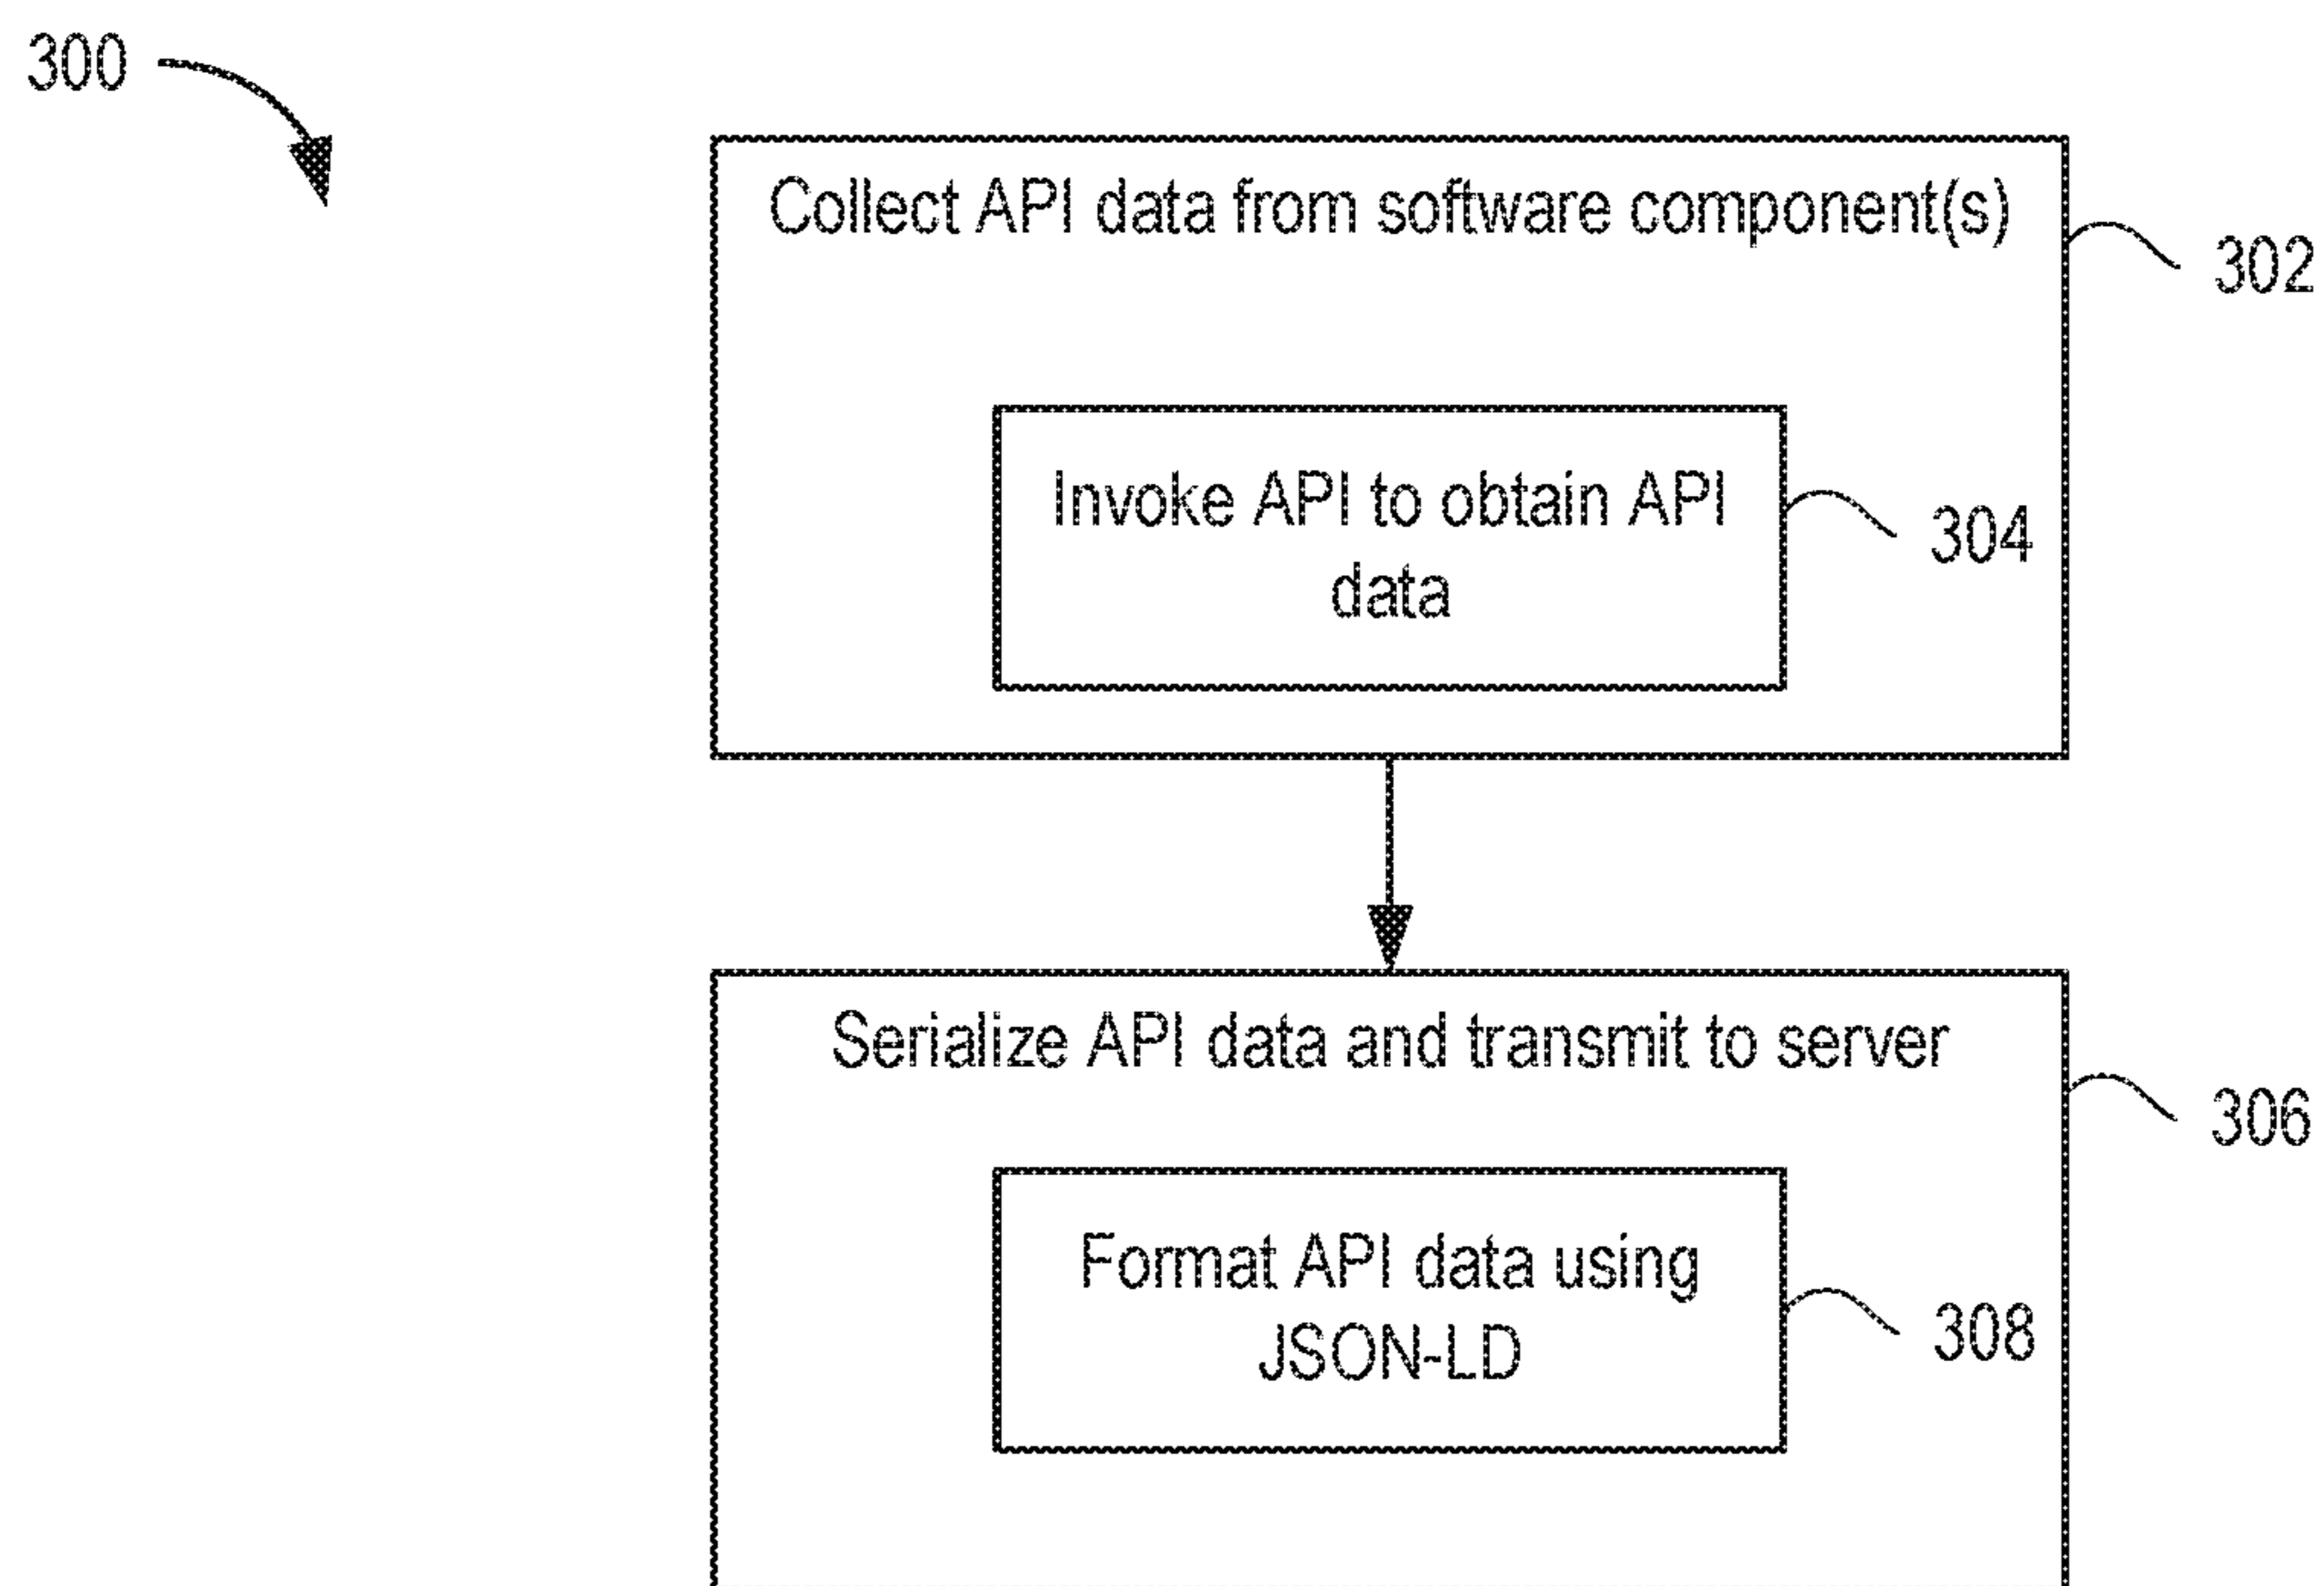 300
Collect API data from software component(s)
302
Invoke API to obtain API
data
304
Serialize API data and transmit to server
306
Format API data using
JSON-LD
308